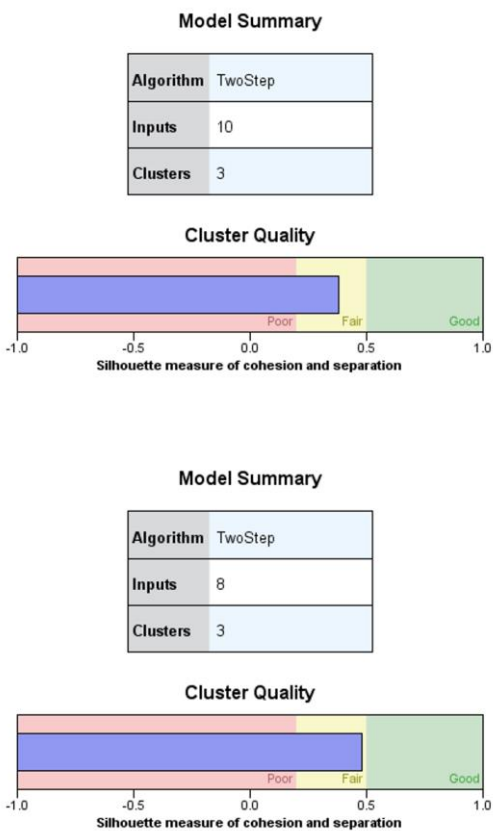 Model Summary
Algorithm TwoStep
Inputs 10
Clusters 3
Cluster Quality
Poor Fair Good
-1.0 -0.5 0.0 0.5 1.0
Silhouette measure of cohesion and separation
Model Summary
Algorithm TwoStep
Inputs 8
Clusters 3
Cluster Quality
Poor Fair Good
-1.0 -0.5 0.0 0.5 1.0
Silhouette measure of cohesion and separation